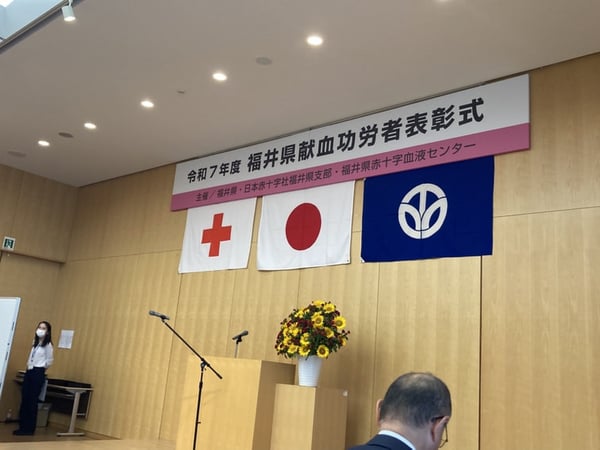 令和7年度 福井県献血功労者表彰式
主催／福井県・日本赤十字社福井県支部・福井県赤十字血液センター